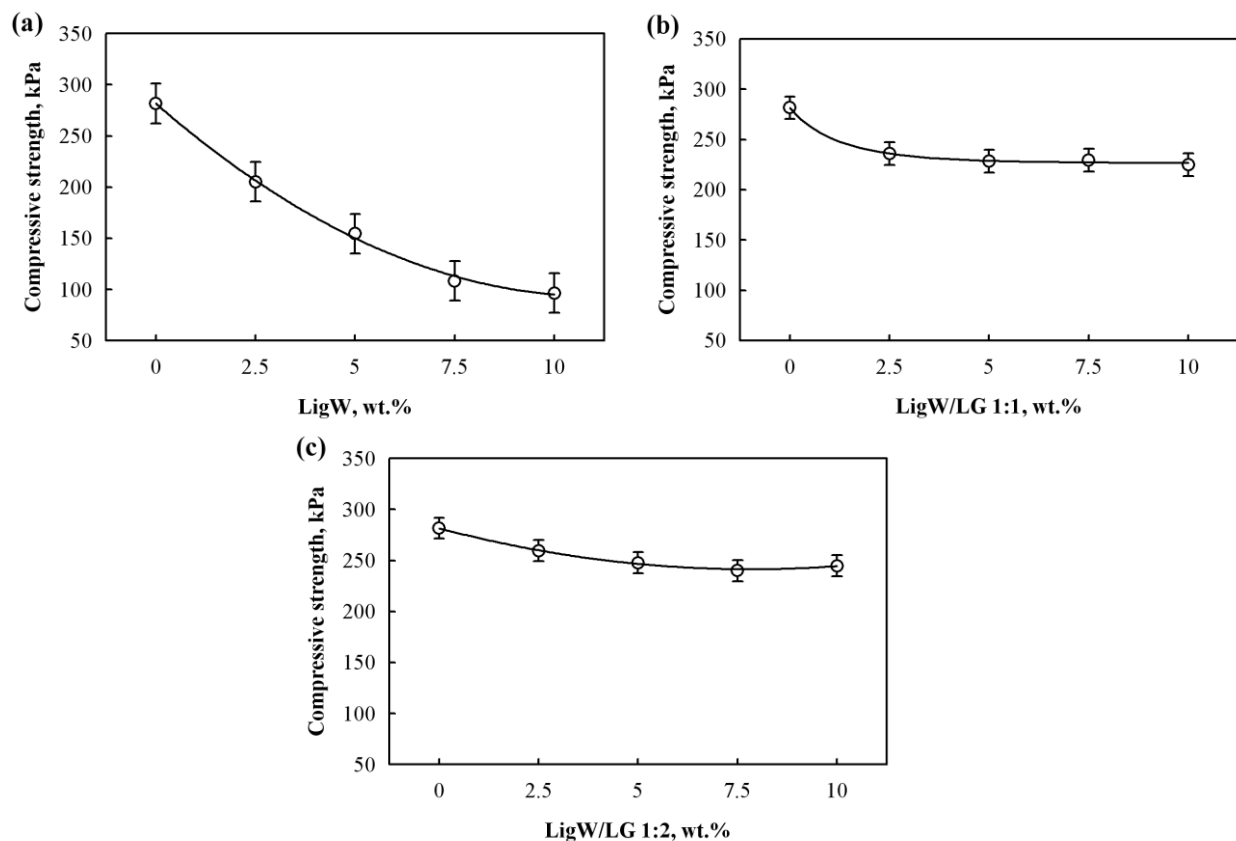 (a)
350
300
250
200
150
100
50
Compressive strength, kPa
0 2.5 5 7.5 10
LigW, wt.%
(b)
350
300
250
200
150
100
50
Compressive strength, kPa
0 2.5 5 7.5 10
LigW/LG 1:1, wt.%
(c)
350
300
250
200
150
100
50
Compressive strength, kPa
0 2.5 5 7.5 10
LigW/LG 1:2, wt.%